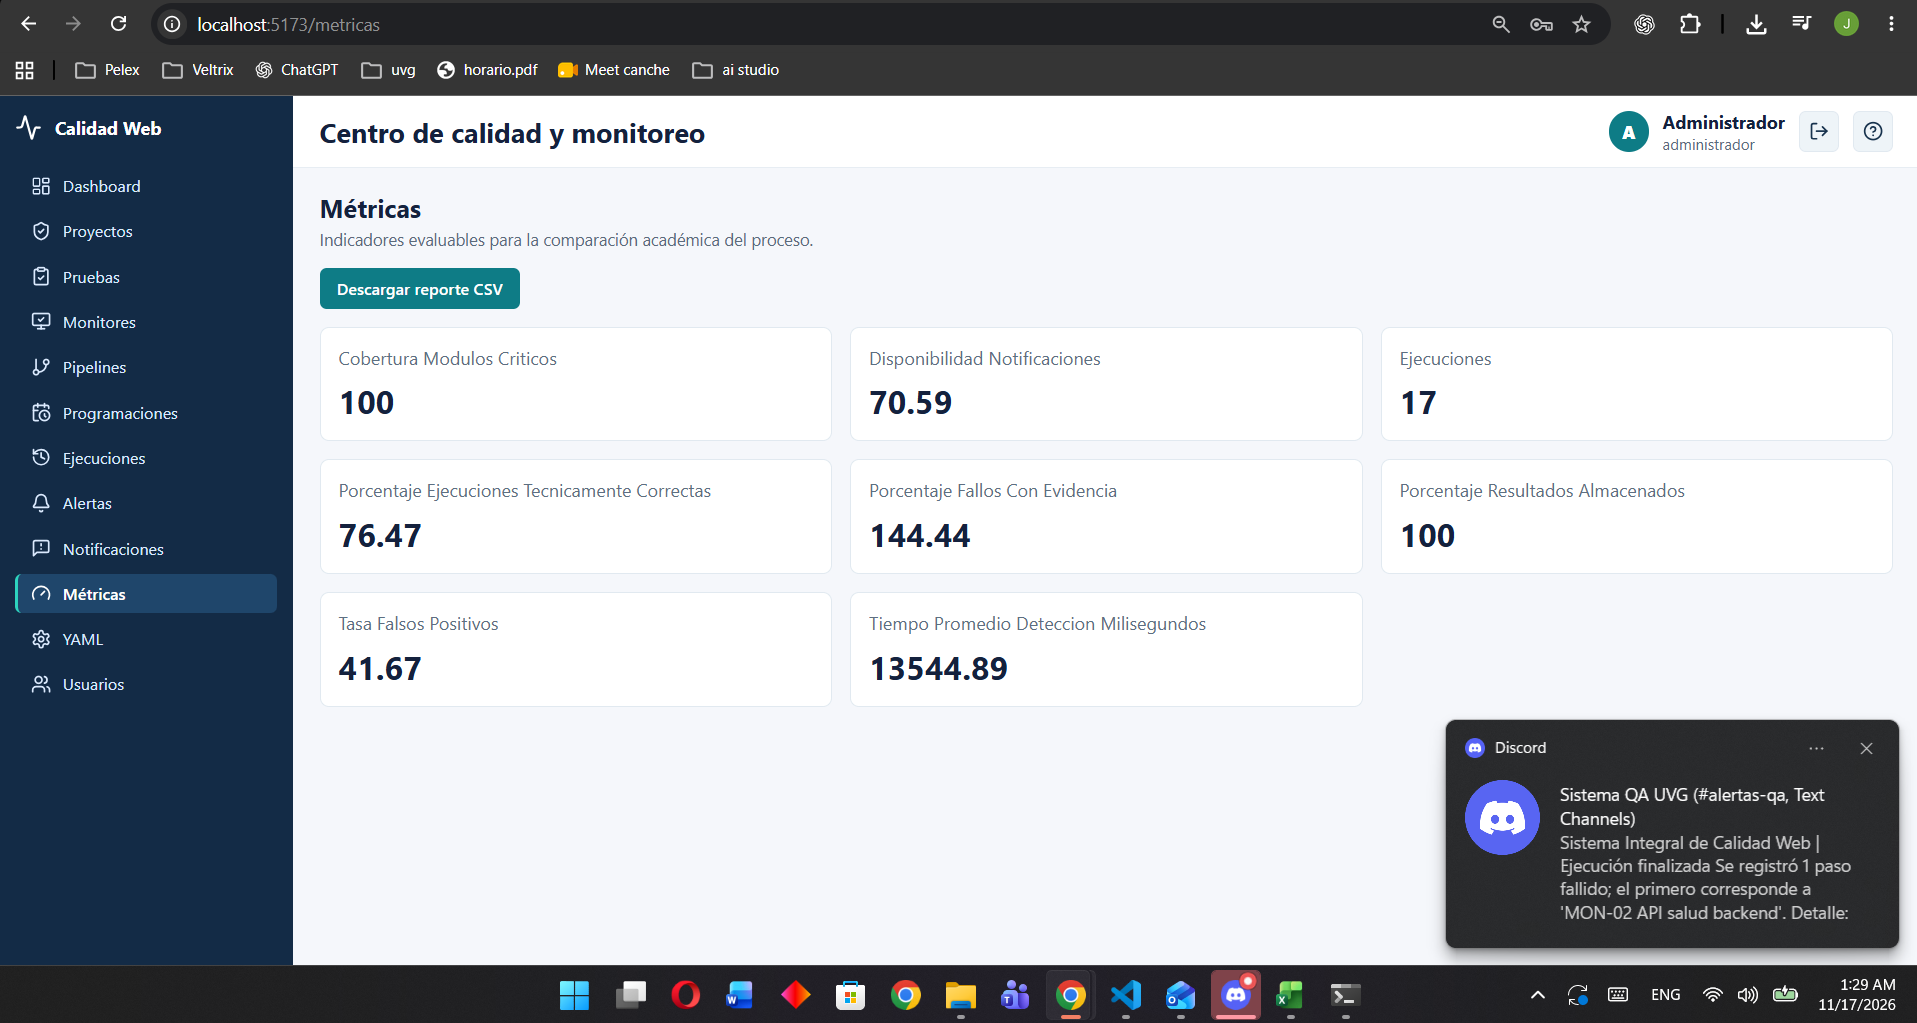 localhost:5173/metricas
J
Pelex
Veltrix
ChatGPT
uvg
horario.pdf
Meet canche
ai studio
Calidad Web
Dashboard
Proyectos
Pruebas
Monitores
Pipelines
Programaciones
Ejecuciones
Alertas
Notificaciones
Métricas
YAML
Usuarios
Centro de calidad y monitoreo
A
Administrador
administrador
Métricas
Indicadores evaluables para la comparación académica del proceso.
Descargar reporte CSV
Cobertura Modulos Criticos
100
Disponibilidad Notificaciones
70.59
Ejecuciones
17
Porcentaje Ejecuciones Tecnicamente Correctas
76.47
Porcentaje Fallos Con Evidencia
144.44
Porcentaje Resultados Almacenados
100
Tasa Falsos Positivos
41.67
Tiempo Promedio Deteccion Milisegundos
13544.89
Discord
Sistema QA UVG (#alertas-qa, Text
Channels)
Sistema Integral de Calidad Web |
Ejecución finalizada Se registró 1 paso
fallido; el primero corresponde a
'MON-02 API salud backend'. Detalle:
ENG
1:29 AM
11/17/2026